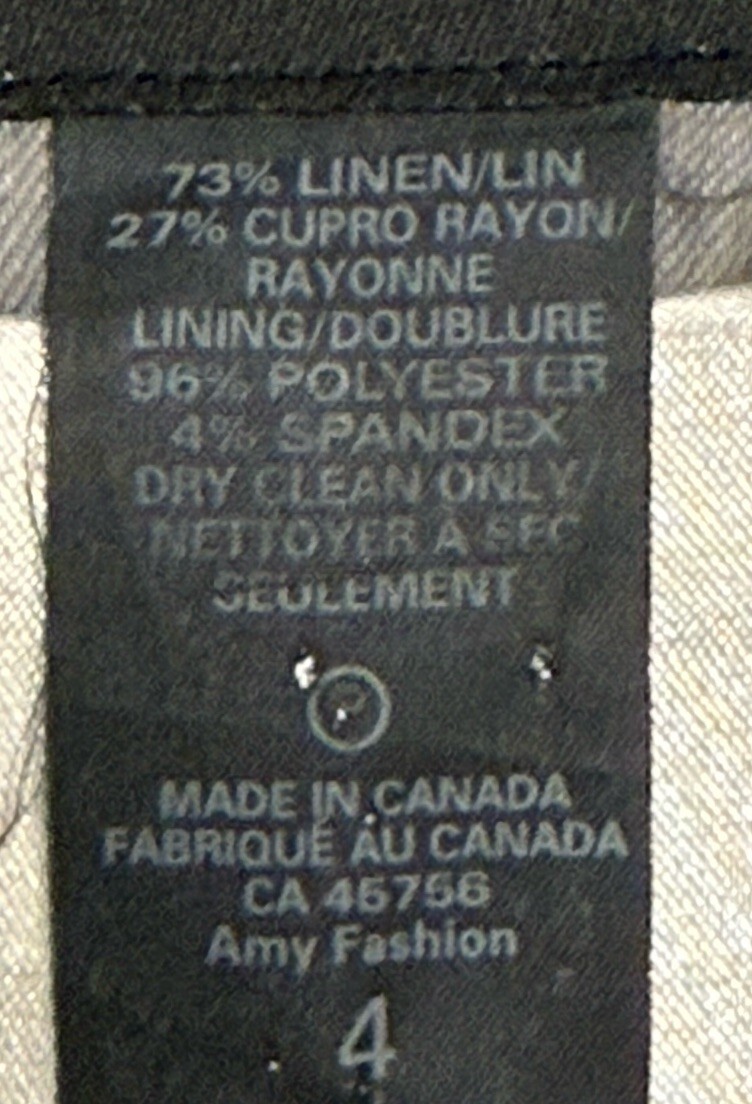 73% LINEN/LIN
27% CUPRO RAYON/
RAYONNE
LINING/DOUBLURE
96% POLYESTER
4% SPANDEX
DRY CLEAN ONLY/
NETTOYER À SEC
SEULEMENT
P
MADE IN CANADA
FABRIQUÉ AU CANADA
CA 45756
Amy Fashion
4